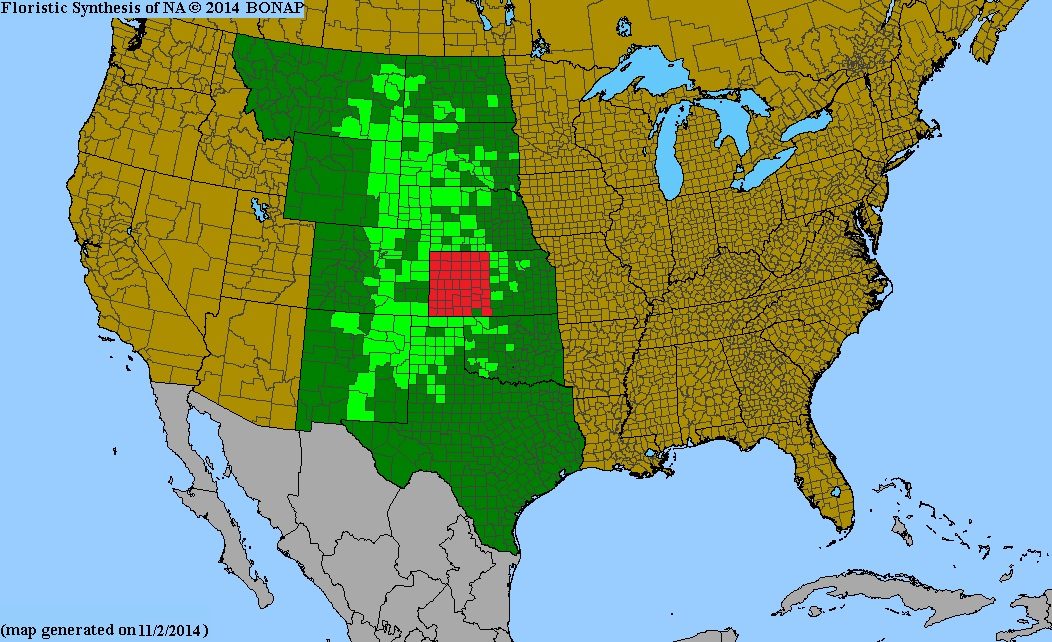 Floristic Synthesis of NA © 2014 BONAP
(map generated on 11/2/2014)